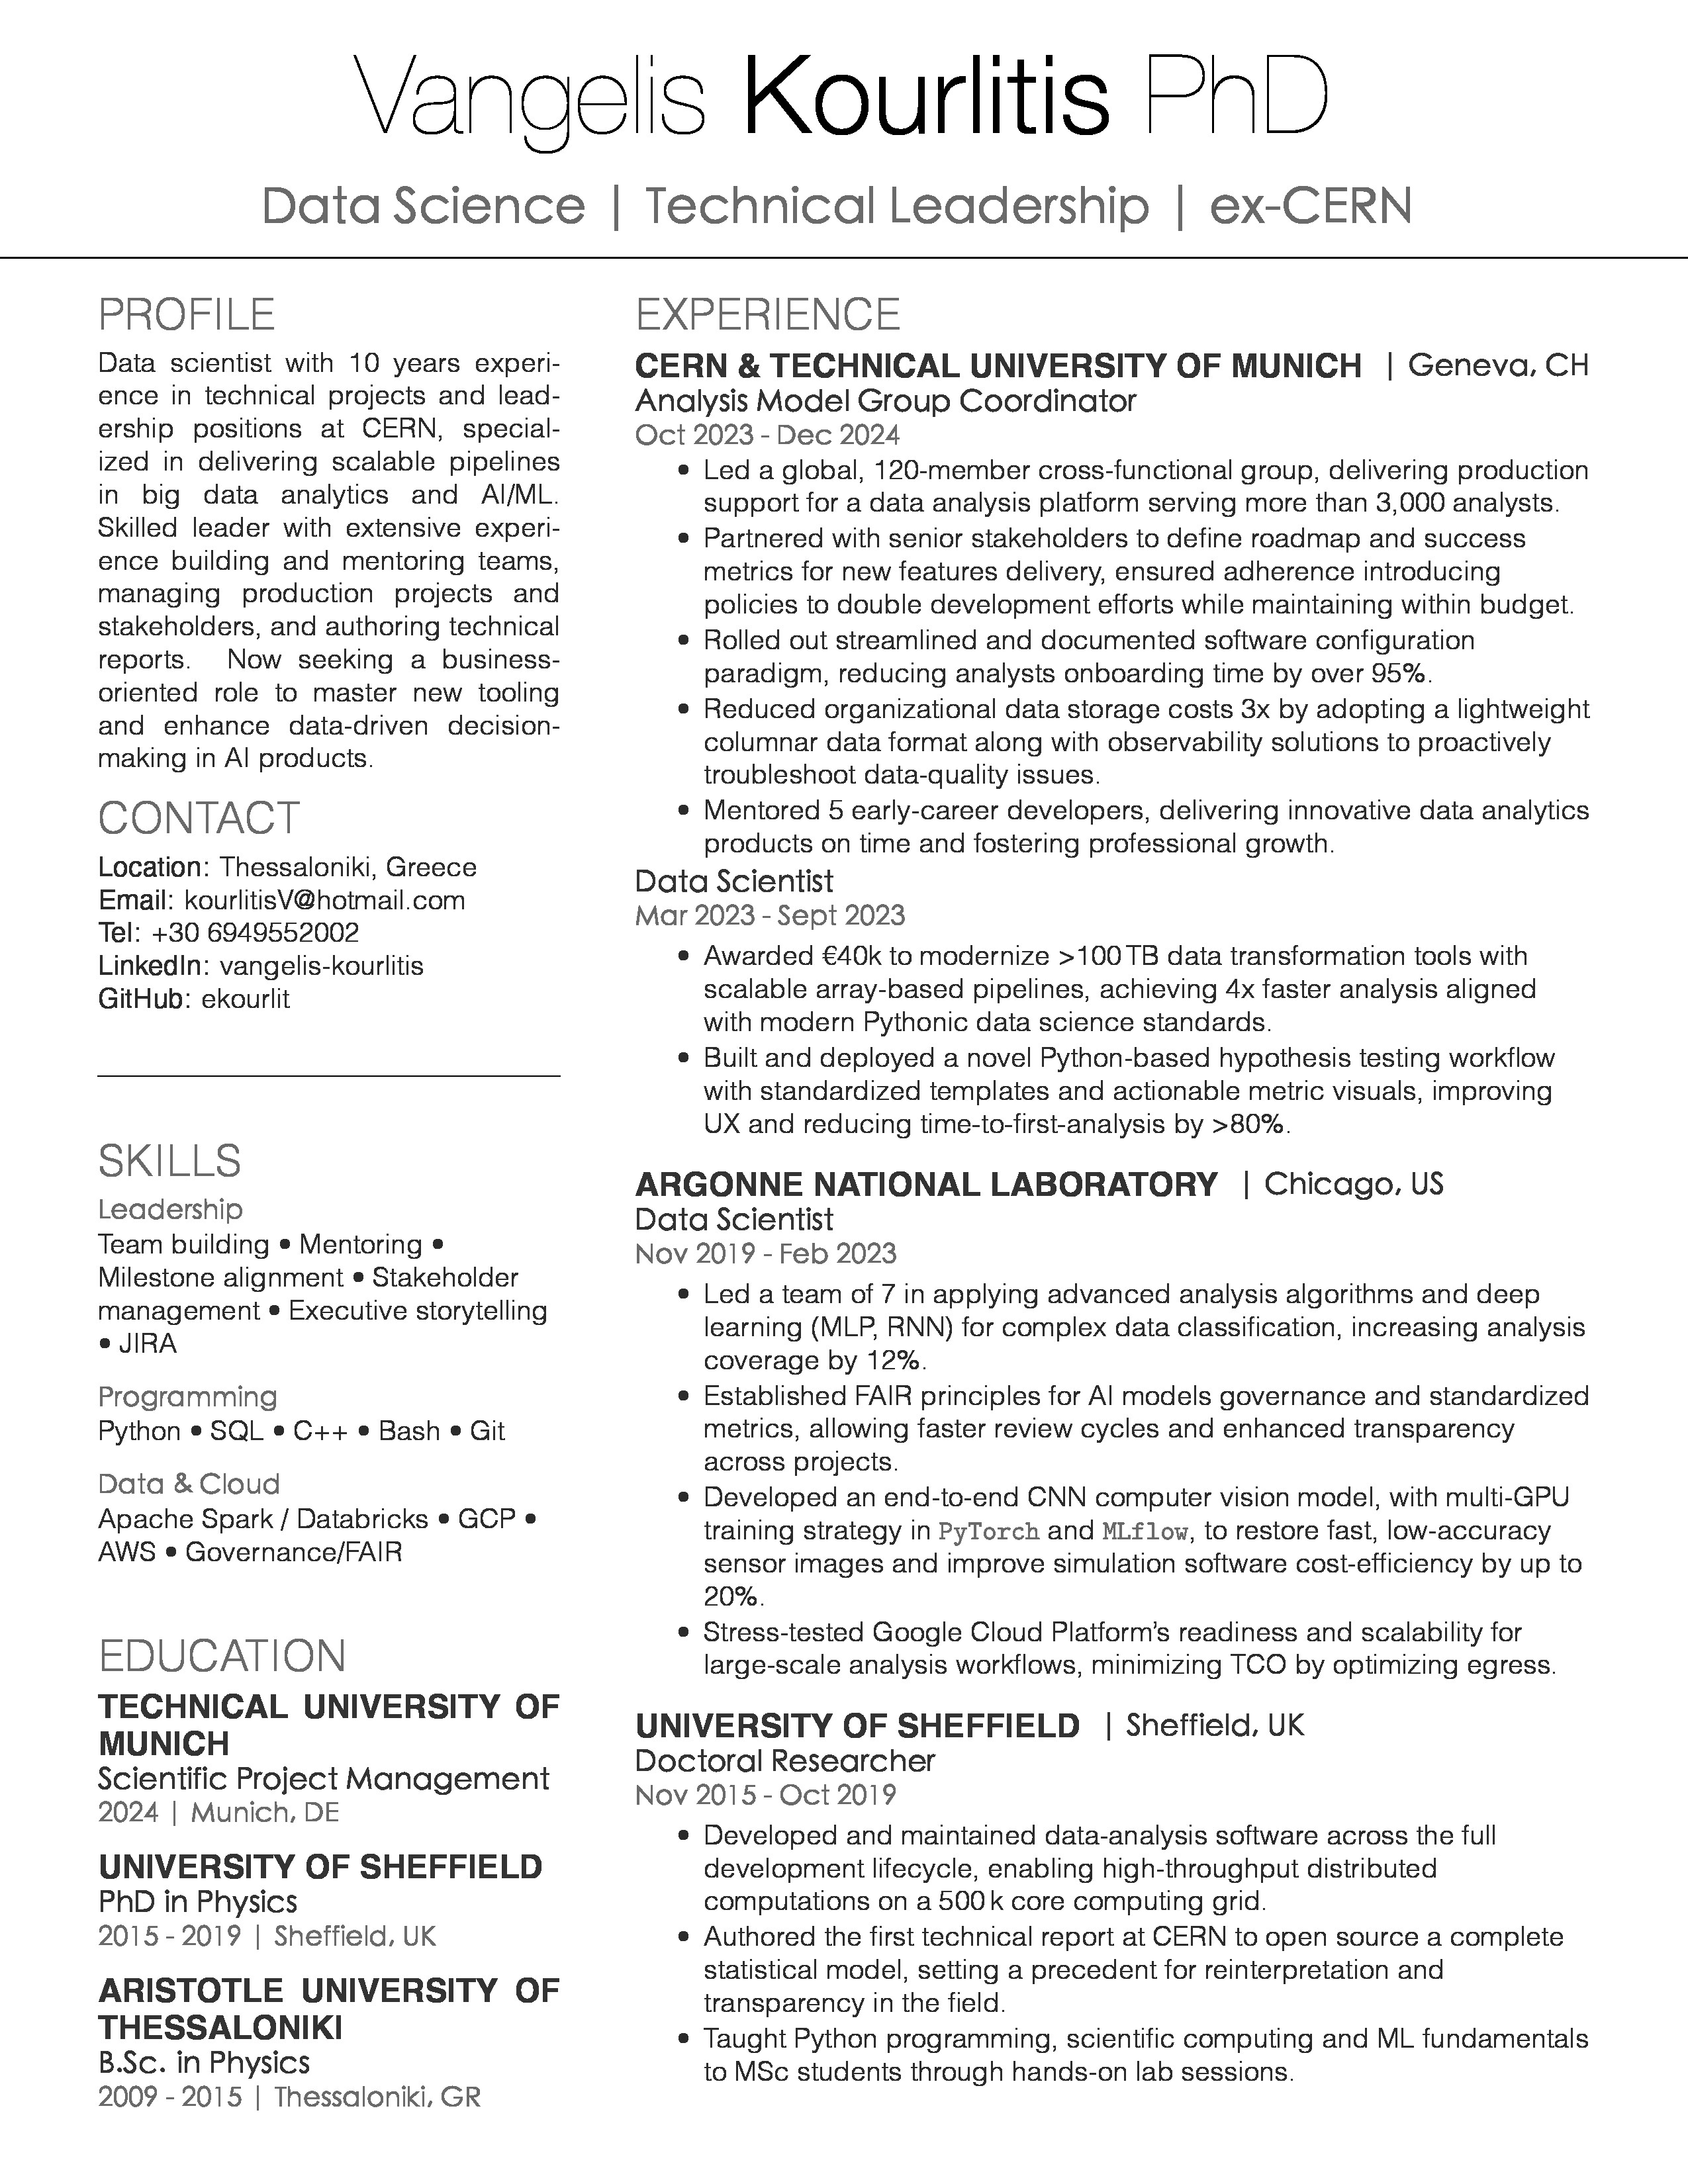 Vangelis Kourlitis PhD
Data Science | Technical Leadership | ex-CERN
PROFILE
Data scientist with 10 years experi-
ence in technical projects and lead-
ership positions at CERN, special-
ized in delivering scalable pipelines
in big data analytics and AI/ML.
Skilled leader with extensive experi-
ence building and mentoring teams,
managing production projects and
stakeholders, and authoring technical
reports. Now seeking a business-
oriented role to master new tooling
and enhance data-driven decision-
making in AI products.
CONTACT
Location: Thessaloniki, Greece
Email: kourlitisV@hotmail.com
Tel: +30 6949552002
LinkedIn: vangelis-kourlitis
GitHub: ekourlit
SKILLS
Leadership
Team building • Mentoring •
Milestone alignment • Stakeholder
management • Executive storytelling
• JIRA
Programming
Python • SQL • C++ • Bash • Git
Data & Cloud
Apache Spark / Databricks • GCP •
AWS • Governance/FAIR
EDUCATION
TECHNICAL UNIVERSITY OF
MUNICH
Scientific Project Management
2024 | Munich, DE
UNIVERSITY OF SHEFFIELD
PhD in Physics
2015 - 2019 | Sheffield, UK
ARISTOTLE UNIVERSITY OF
THESSALONIKI
B.Sc. in Physics
2009 - 2015 | Thessaloniki, GR
EXPERIENCE
CERN & TECHNICAL UNIVERSITY OF MUNICH | Geneva, CH
Analysis Model Group Coordinator
Oct 2023 - Dec 2024
• Led a global, 120-member cross-functional group, delivering production
support for a data analysis platform serving more than 3,000 analysts.
• Partnered with senior stakeholders to define roadmap and success
metrics for new features delivery, ensured adherence introducing
policies to double development efforts while maintaining within budget.
• Rolled out streamlined and documented software configuration
paradigm, reducing analysts onboarding time by over 95%.
• Reduced organizational data storage costs 3x by adopting a lightweight
columnar data format along with observability solutions to proactively
troubleshoot data-quality issues.
• Mentored 5 early-career developers, delivering innovative data analytics
products on time and fostering professional growth.
Data Scientist
Mar 2023 - Sept 2023
• Awarded €40k to modernize >100 TB data transformation tools with
scalable array-based pipelines, achieving 4x faster analysis aligned
with modern Pythonic data science standards.
• Built and deployed a novel Python-based hypothesis testing workflow
with standardized templates and actionable metric visuals, improving
UX and reducing time-to-first-analysis by >80%.
ARGONNE NATIONAL LABORATORY | Chicago, US
Data Scientist
Nov 2019 - Feb 2023
• Led a team of 7 in applying advanced analysis algorithms and deep
learning (MLP, RNN) for complex data classification, increasing analysis
coverage by 12%.
• Established FAIR principles for AI models governance and standardized
metrics, allowing faster review cycles and enhanced transparency
across projects.
• Developed an end-to-end CNN computer vision model, with multi-GPU
training strategy in PyTorch and MLflow, to restore fast, low-accuracy
sensor images and improve simulation software cost-efficiency by up to
20%.
• Stress-tested Google Cloud Platform's readiness and scalability for
large-scale analysis workflows, minimizing TCO by optimizing egress.
UNIVERSITY OF SHEFFIELD | Sheffield, UK
Doctoral Researcher
Nov 2015 - Oct 2019
• Developed and maintained data-analysis software across the full
development lifecycle, enabling high-throughput distributed
computations on a 500 k core computing grid.
• Authored the first technical report at CERN to open source a complete
statistical model, setting a precedent for reinterpretation and
transparency in the field.
• Taught Python programming, scientific computing and ML fundamentals
to MSc students through hands-on lab sessions.